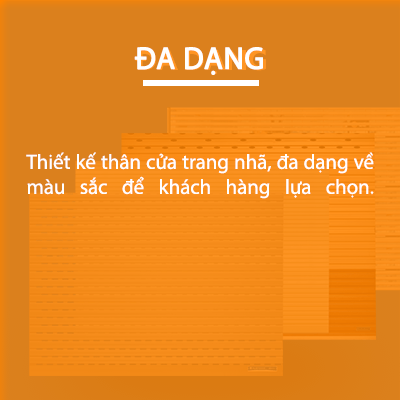 ĐA DẠNG
Thiết kế thân cửa trang nhã, đa dạng về
màu sắc để khách hàng lựa chọn.